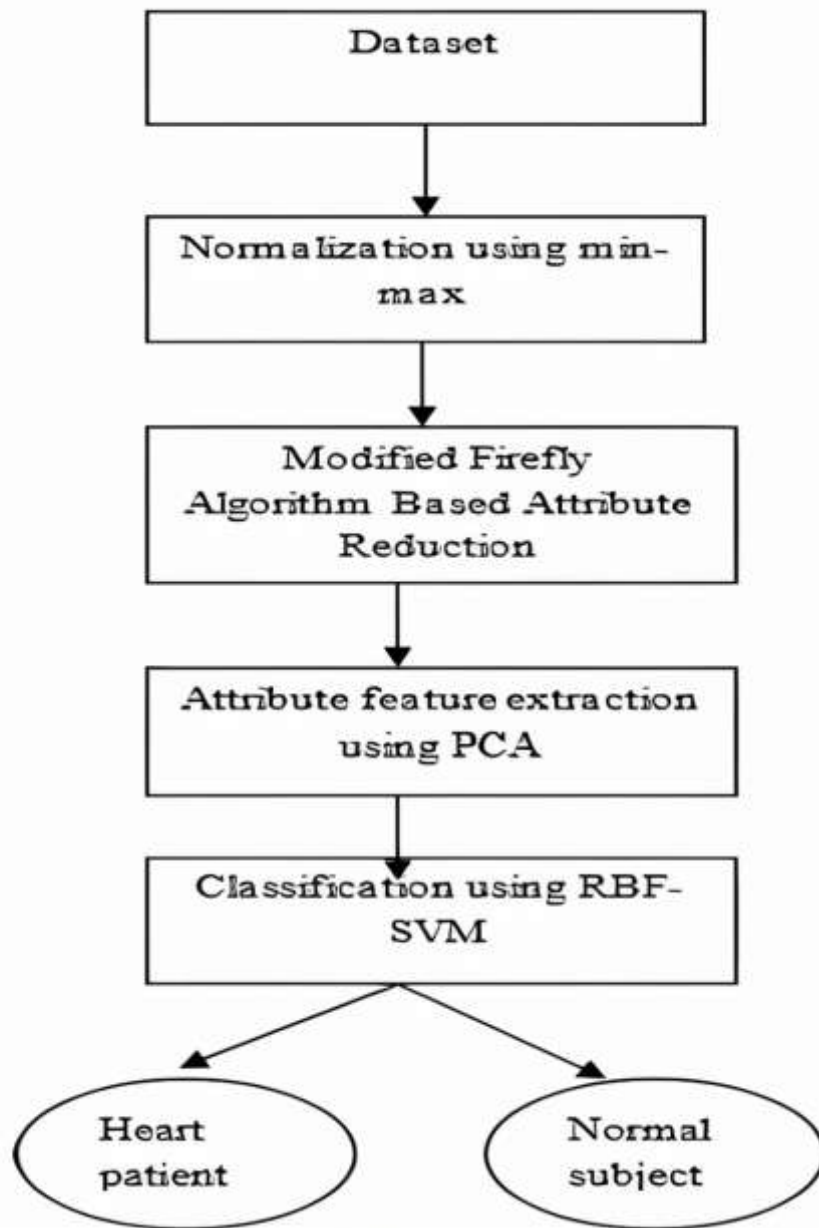 Dataset
Normalization using min-
max
Modified Firefly
Algorithm Based Attribute
Reduction
Attribute feature extraction
using PCA
Classification using RBF-
SVM
Heart
patient
Normal
subject